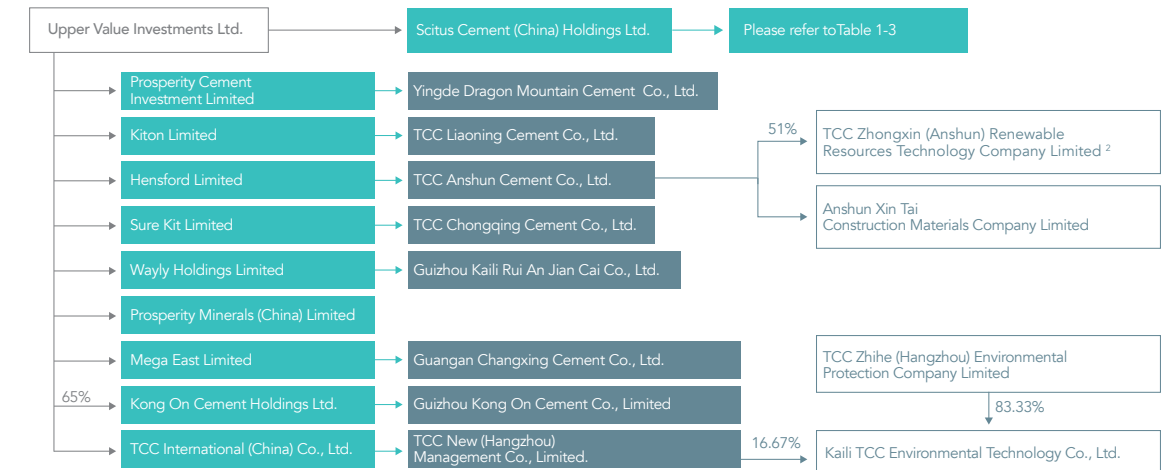 Upper Value Investments Ltd.
Scitus Cement (China) Holdings Ltd.
Please refer toTable 1-3
Prosperity Cement
Investment Limited
Yingde Dragon Mountain Cement Co., Ltd.
Kiton Limited
TCC Liaoning Cement Co., Ltd.
51%
TCC Zhongxin (Anshun) Renewable
Resources Technology Company Limited ²
Hensford Limited
TCC Anshun Cement Co., Ltd.
Anshun Xin Tai
Construction Materials Company Limited
Sure Kit Limited
TCC Chongqing Cement Co., Ltd.
Wayly Holdings Limited
Guizhou Kaili Rui An Jian Cai Co., Ltd.
Prosperity Minerals (China) Limited
Mega East Limited
Guangan Changxing Cement Co., Ltd.
TCC Zhihe (Hangzhou) Environmental
Protection Company Limited
65%
Kong On Cement Holdings Ltd.
Guizhou Kong On Cement Co., Limited
83.33%
TCC International (China) Co., Ltd.
TCC New (Hangzhou)
Management Co., Limited.
16.67%
Kaili TCC Environmental Technology Co., Ltd.